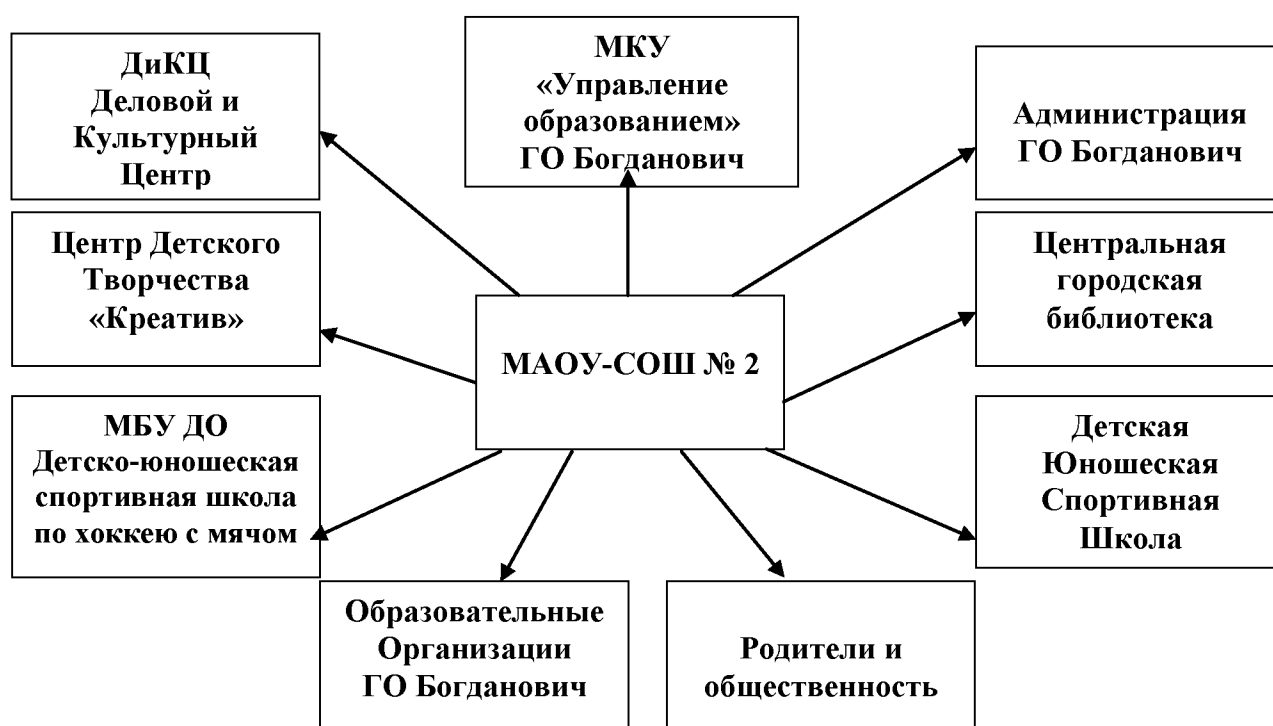 ДиКЦ
Деловой и
Культурный
Центр
МКУ
«Управление
образованием»
ГО Богданович
Администрация
ГО Богданович
Центр Детского
Творчества
«Креатив»
МАОУ-СОШ № 2
Центральная
городская
библиотека
МБУ ДО
Детско-юношеская
спортивная школа
по хоккею с мячом
Детская
Юношеская
Спортивная
Школа
Образовательные
Организации
ГО Богданович
Родители и
общественность